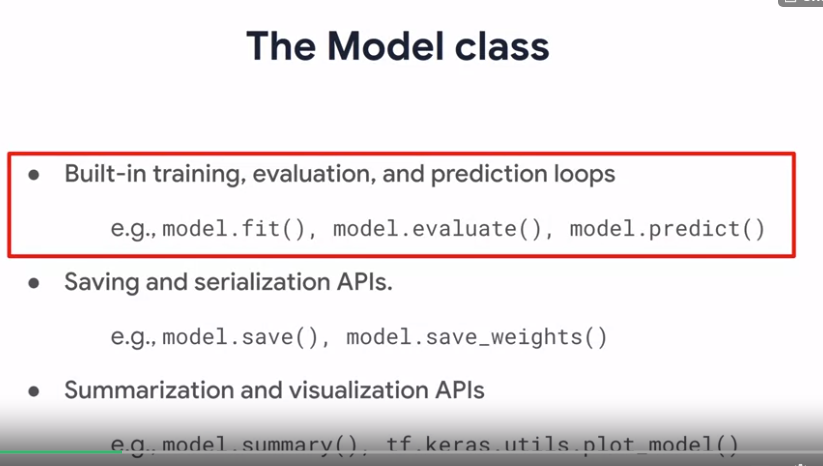 The Model class
● Built-in training, evaluation, and prediction loops
e.g., model.fit(), model.evaluate(), model.predict()
● Saving and serialization APIs.
e.g., model.save(), model.save_weights()
● Summarization and visualization APIs
e.g., model.summary(), tf.keras.utils.plot_model()